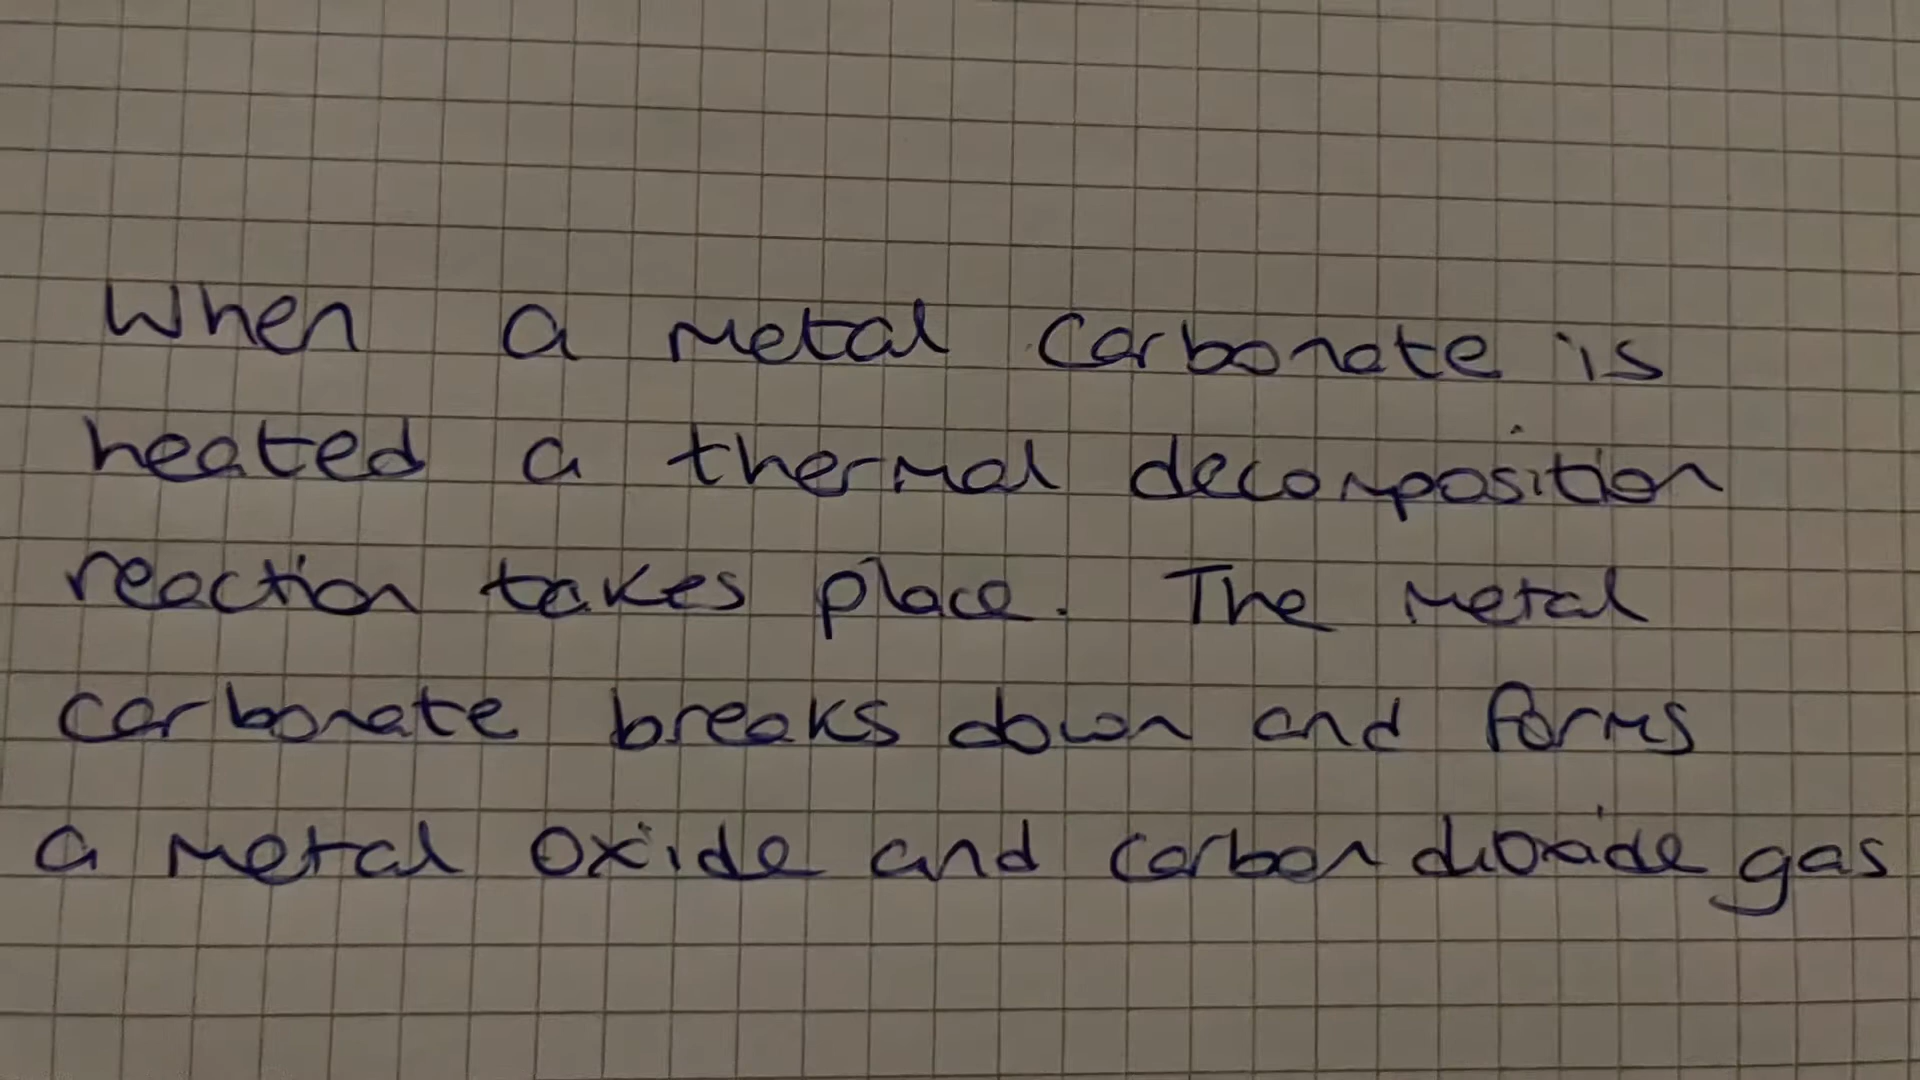 When a metal carbonate is
heated a thermal decomposition
reaction takes place. The metal
carbonate breaks down and forms
a metal oxide and carbon dioxide gas